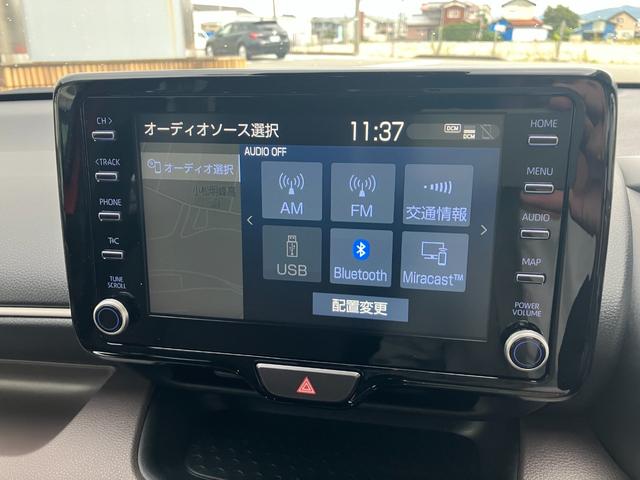 CH >
< TRACK
PHONE
T&C
TUNE
SCROLL
オーディオソース選択
11:37
DCM
DCM
AUDIO OFF
オーディオ選択
AM
FM
交通情報
USB
Bluetooth
Miracast™
配置変更
HOME
MENU
AUDIO
MAP
POWER
VOLUME